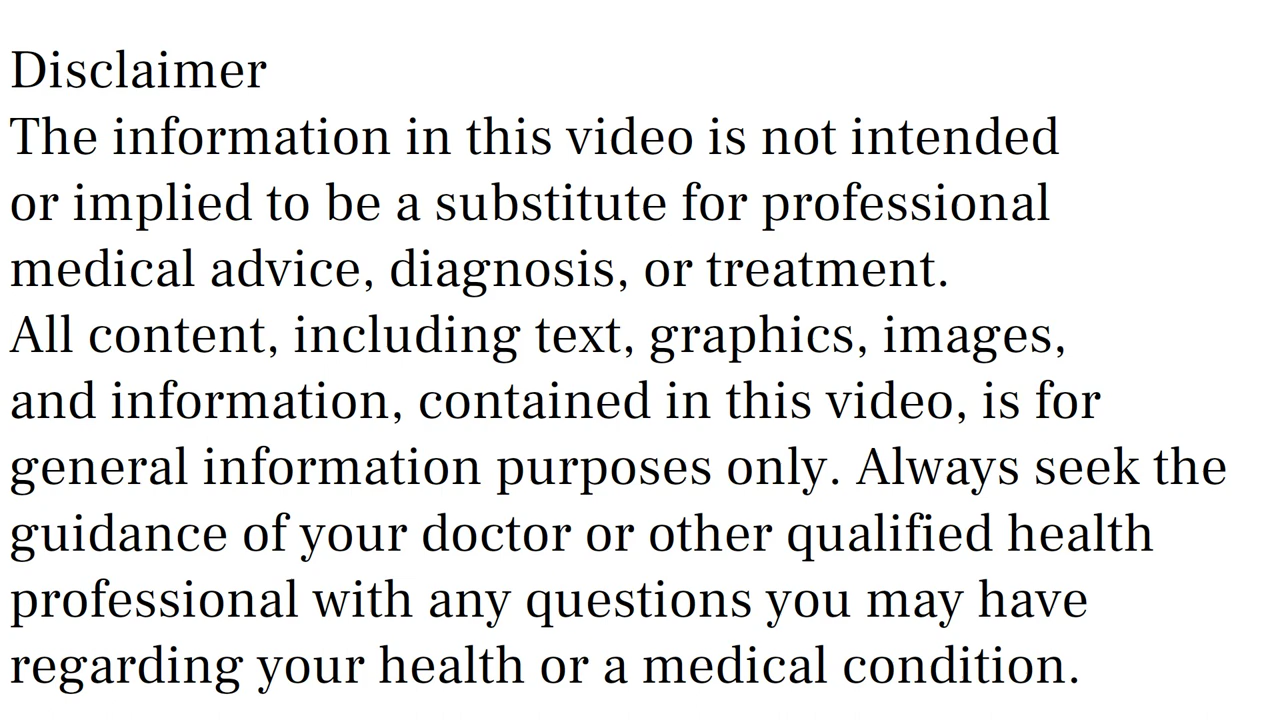 Disclaimer
The information in this video is not intended
or implied to be a substitute for professional
medical advice, diagnosis, or treatment.
All content, including text, graphics, images,
and information, contained in this video, is for
general information purposes only. Always seek the
guidance of your doctor or other qualified health
professional with any questions you may have
regarding your health or a medical condition.